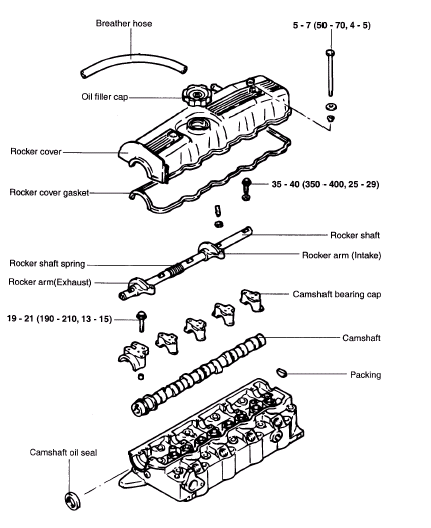 Breather hose
5 - 7 (50 - 70, 4 - 5)
Oil filler cap
Rocker cover
Rocker cover gasket
35 - 40 (350 - 400, 25 - 29)
Rocker shaft
Rocker arm (Intake)
Rocker shaft spring
Rocker arm(Exhaust)
Camshaft bearing cap
19 - 21 (190 - 210, 13 - 15)
Camshaft
Packing
Camshaft oil seal